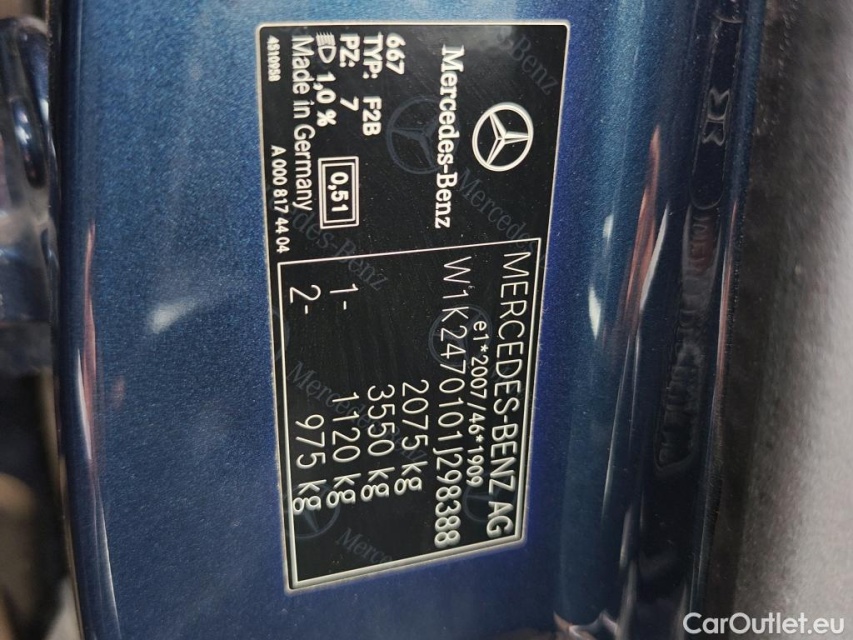 Mercedes-Benz
667
TYP: F2B
PZ: 7
1,0 %
0,51
Made in Germany
A 000 817 44 04
MERCEDES-BENZ AG
e1*2007/46*1909
W1K2470101J298388
2075 kg
3550 kg
1- 1120 kg
2- 975 kg
CarOutlet.eu